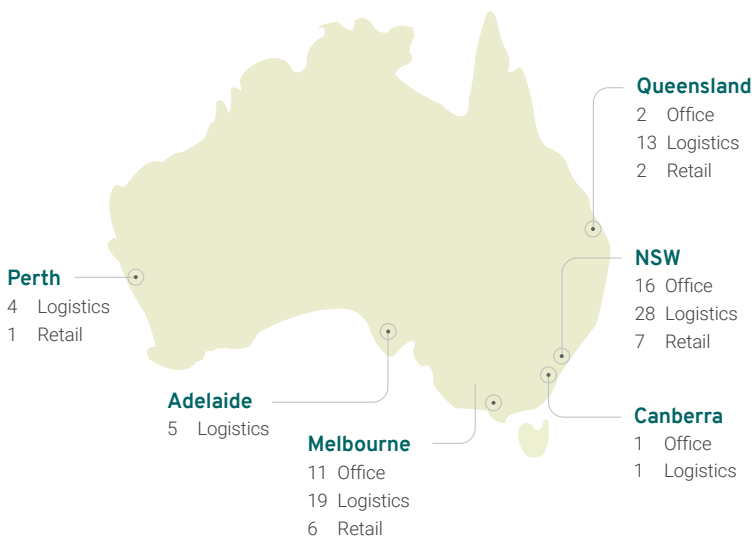 Queensland
2 Office
13 Logistics
2 Retail
NSW
16 Office
28 Logistics
7 Retail
Perth
4 Logistics
1 Retail
Adelaide
5 Logistics
Melbourne
11 Office
19 Logistics
6 Retail
Canberra
1 Office
1 Logistics